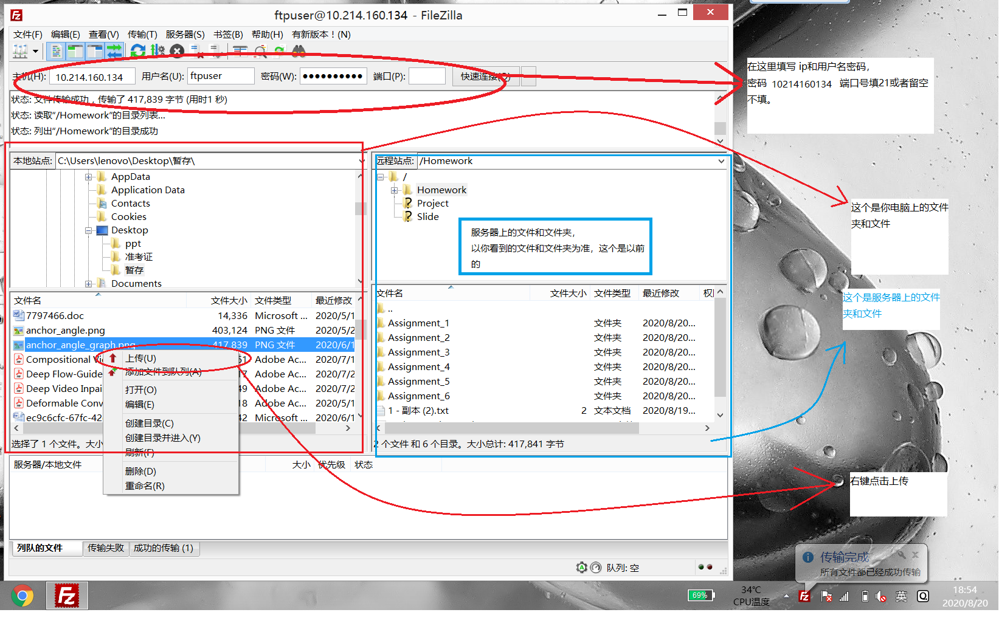 ftpuser@10.214.160.134 - FileZilla
文件(F) 编辑(E) 查看(V) 传输(T) 服务器(S) 书签(B) 帮助(H) 有新版本！(N)
主机(H): 10.214.160.134 用户名(U): ftpuser 密码(W): ●●●●●●●●●● 端口(P): 快速连接(Q)
状态: 文件传输成功，传输了 417,839 字节 (用时1 秒)
状态: 读取“/Homework”的目录列表...
状态: 列出“/Homework”的目录成功
在这里填写 ip和用户名密码，
密码 10214160134 端口号填21或者留空
不填。
本地站点: C:\Users\lenovo\Desktop\暂存\
AppData
Application Data
Contacts
Cookies
Desktop
ppt
准考证
暂存
Documents
远程站点: /Homework
/
Homework
Project
Slide
服务器上的文件和文件夹，
以你看到的文件和文件夹为准，这个是以前
的
这个是你电脑上的文件
夹和文件
这个是服务器上的文件
夹和文件
文件名 文件大小 文件类型 最近修改
7797466.doc 14,336 Microsoft ... 2020/5/1
anchor_angle.png 403,124 PNG 文件 2020/5/2
anchor_angle_graph.png 417,839 PNG 文件 2020/6/1
Compositional Vi 51 Adobe Ac... 2020/7/1
Deep Flow-Guide 17 Adobe Ac... 2020/7/2
Deep Video Inpai 49 Adobe Ac... 2020/7/2
Deformable Conv 18 Adobe Ac... 2020/5/1
ec9c6cfc-67fc-42 42 Microsoft ... 2020/6/1
选择了 1 个文件。大小
上传(U)
添加文件到队列(A)
打开(O)
编辑(E)
创建目录(C)
创建目录并进入(Y)
刷新(F)
删除(D)
重命名(R)
文件名 文件大小 文件类型 最近修改 权
..
Assignment_1 文件夹 2020/8/20...
Assignment_2 文件夹 2020/8/20...
Assignment_3 文件夹 2020/8/20...
Assignment_4 文件夹 2020/8/20...
Assignment_5 文件夹 2020/8/20...
Assignment_6 文件夹 2020/8/20...
1 - 副本 (2).txt 2 文本文档 2020/8/19...
2 个文件 和 6 个目录。大小总计: 417,841 字节
服务器/本地文件 大小 优先级 状态
右键点击上传
列队的文件 传输失败 成功的传输 (1)
队列: 空
传输完成
所有文件都已经成功传输
69% 34℃ 英 18:54
CPU温度 2020/8/20